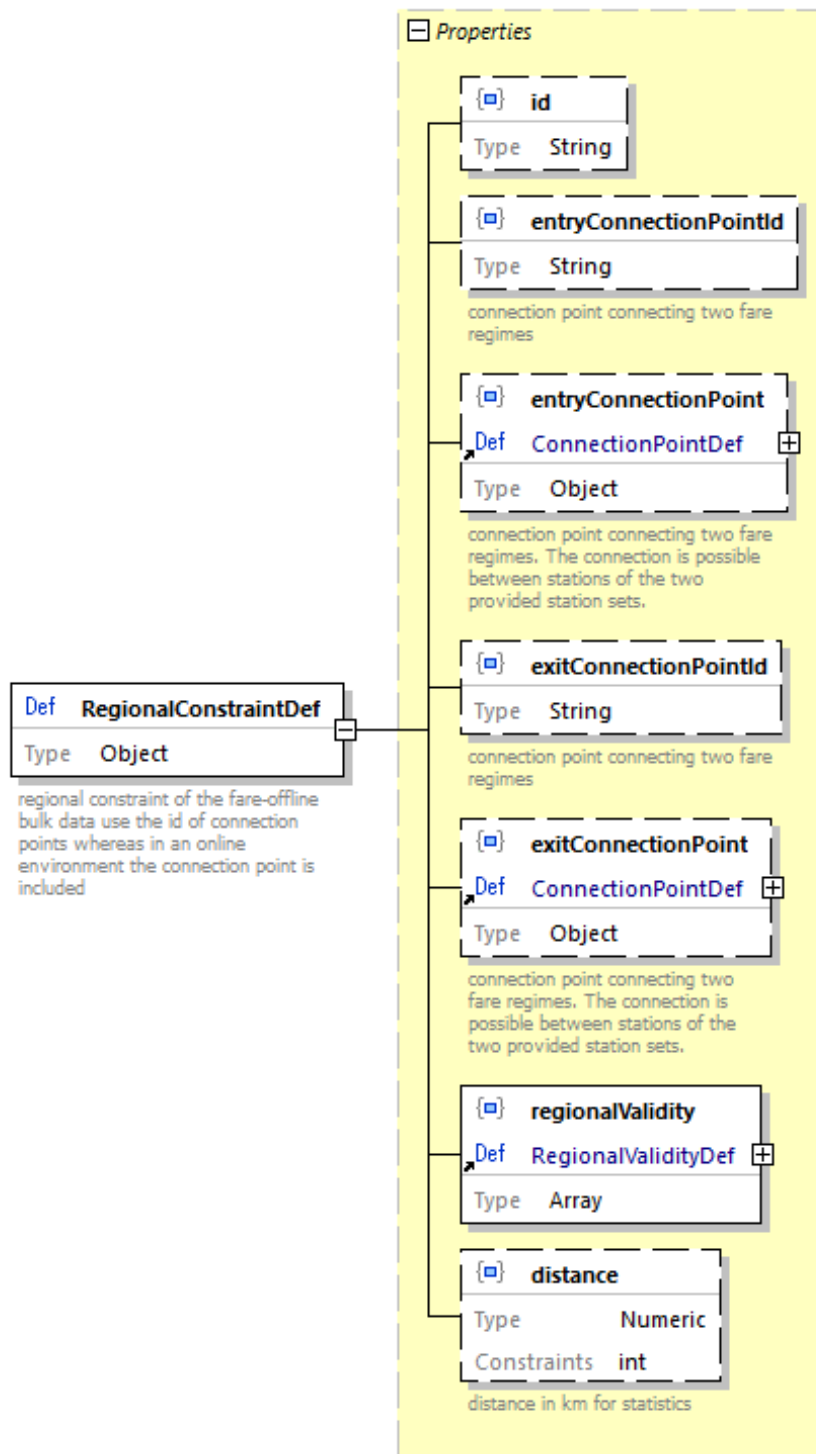 Properties
id
Type String
entryConnectionPointId
Type String
connection point connecting two fare
regimes
entryConnectionPoint
Def ConnectionPointDef
Type Object
connection point connecting two fare
regimes. The connection is possible
between stations of the two
provided station sets.
exitConnectionPointId
Type String
connection point connecting two fare
regimes
Def RegionalConstraintDef
Type Object
regional constraint of the fare-offline
bulk data use the id of connection
points whereas in an online
environment the connection point is
included
exitConnectionPoint
Def ConnectionPointDef
Type Object
connection point connecting two
fare regimes. The connection is
possible between stations of the
two provided station sets.
regionalValidity
Def RegionalValidityDef
Type Array
distance
Type Numeric
Constraints int
distance in km for statistics